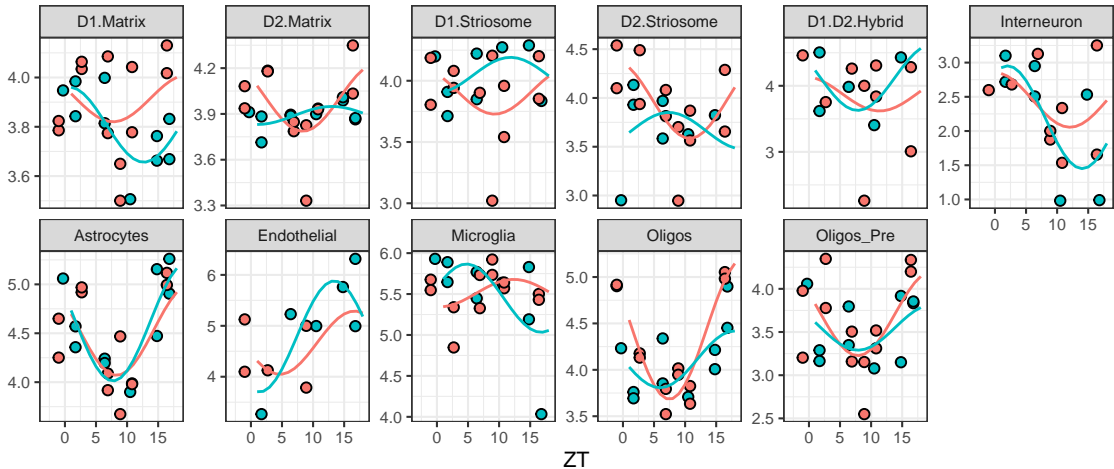 D1.Matrix D2.Matrix D1.Striosome D2.Striosome D1.D2.Hybrid Interneuron
4.0 3.8 3.6
4.2 3.9 3.6 3.3
4.0 3.5 3.0
4.5 4.0 3.5 3.0
4 3
3.0 2.5 2.0 1.5 1.0
Astrocytes Endothelial Microglia Oligos Oligos_Pre
5.0 4.5 4.0
6 5 4
6.0 5.5 5.0 4.5 4.0
5.0 4.5 4.0 3.5
4.0 3.5 3.0 2.5
0 5 10 15 0 5 10 15 0 5 10 15 0 5 10 15 0 5 10 15 0 5 10 15
ZT